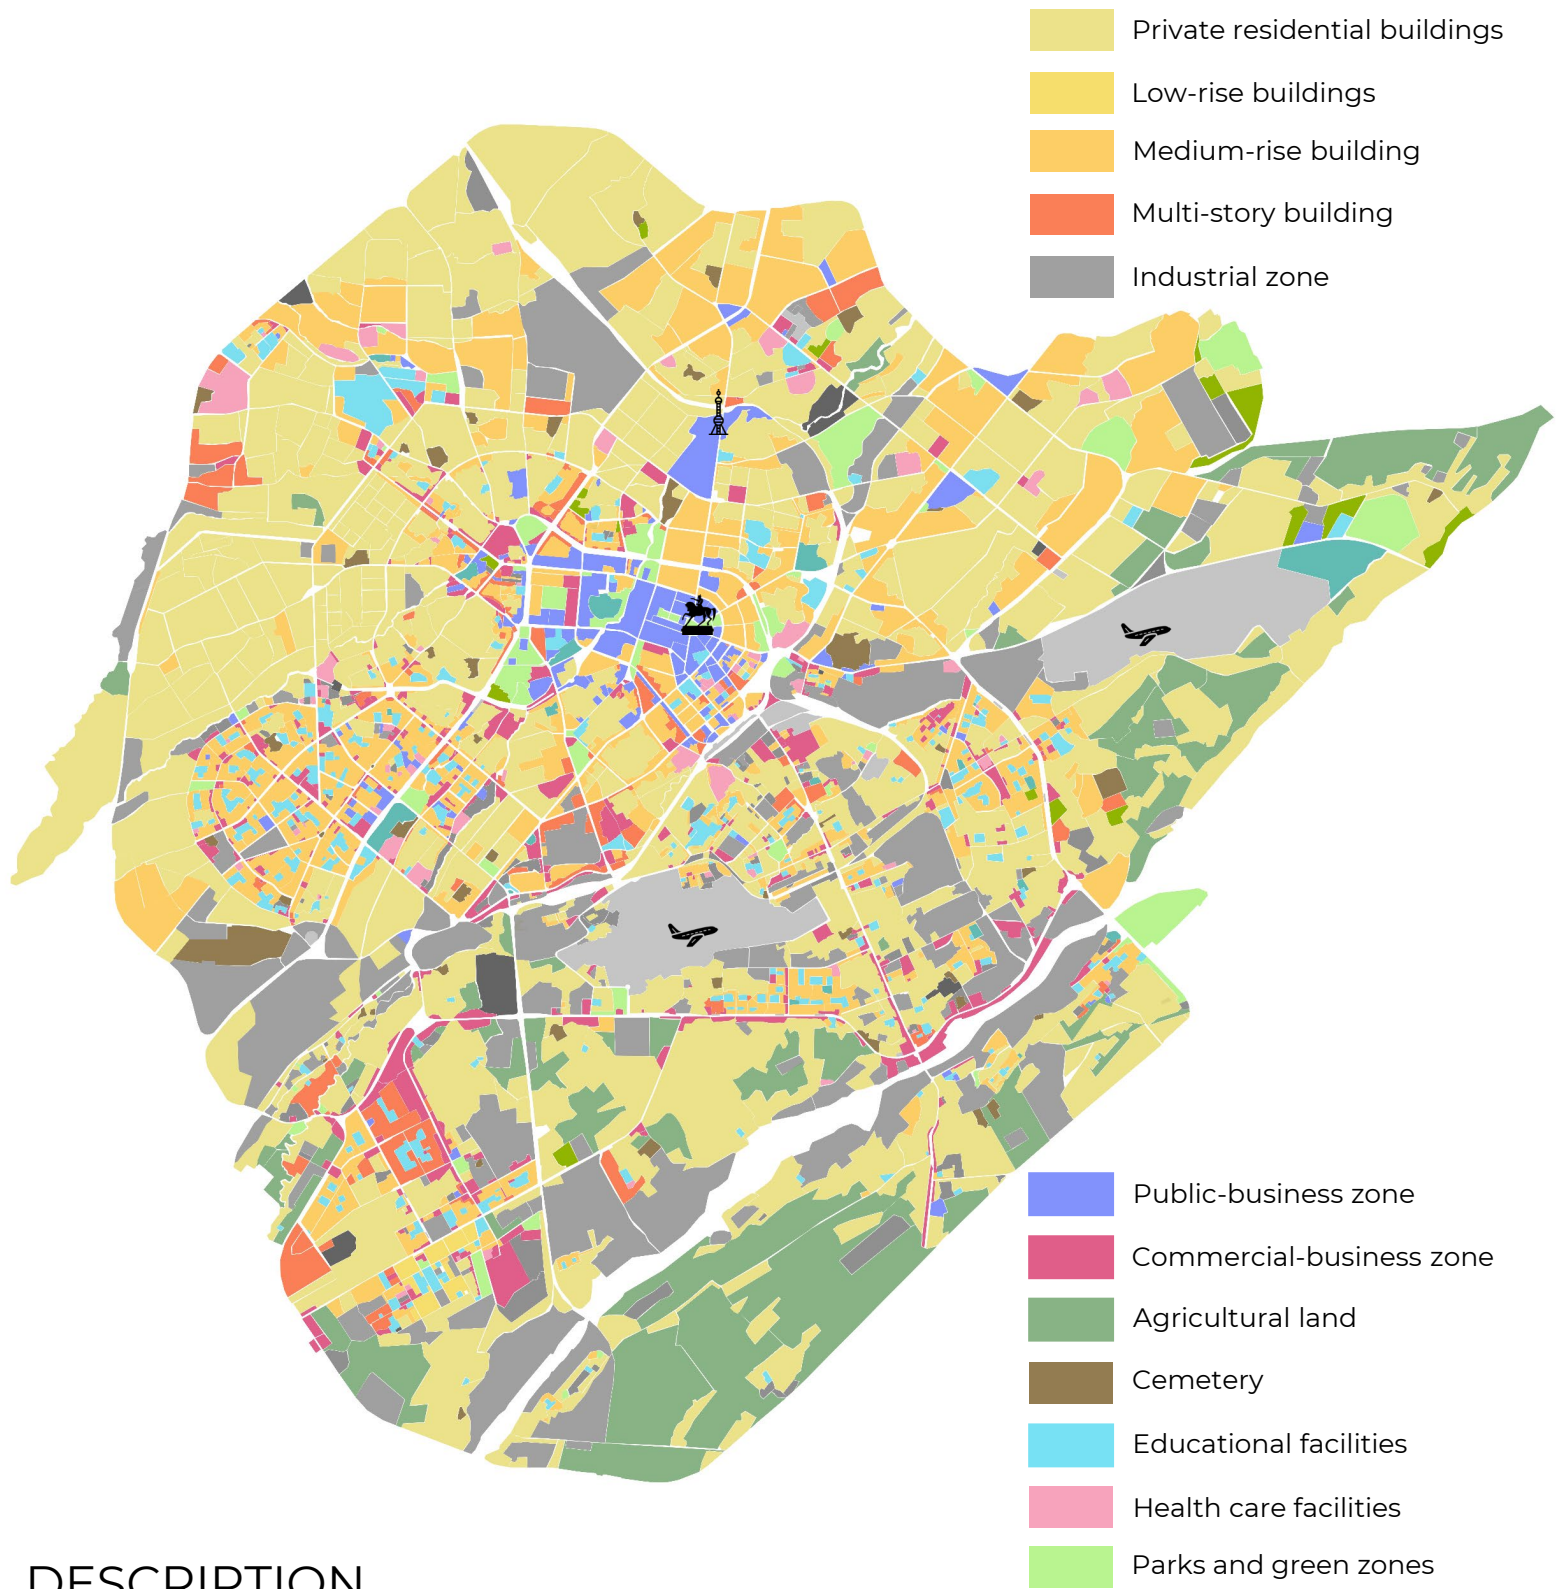 Private residential buildings
Low-rise buildings
Medium-rise building
Multi-story building
Industrial zone
Public-business zone
Commercial-business zone
Agricultural land
Cemetery
Educational facilities
Health care facilities
Parks and green zones
DESCRIPTION